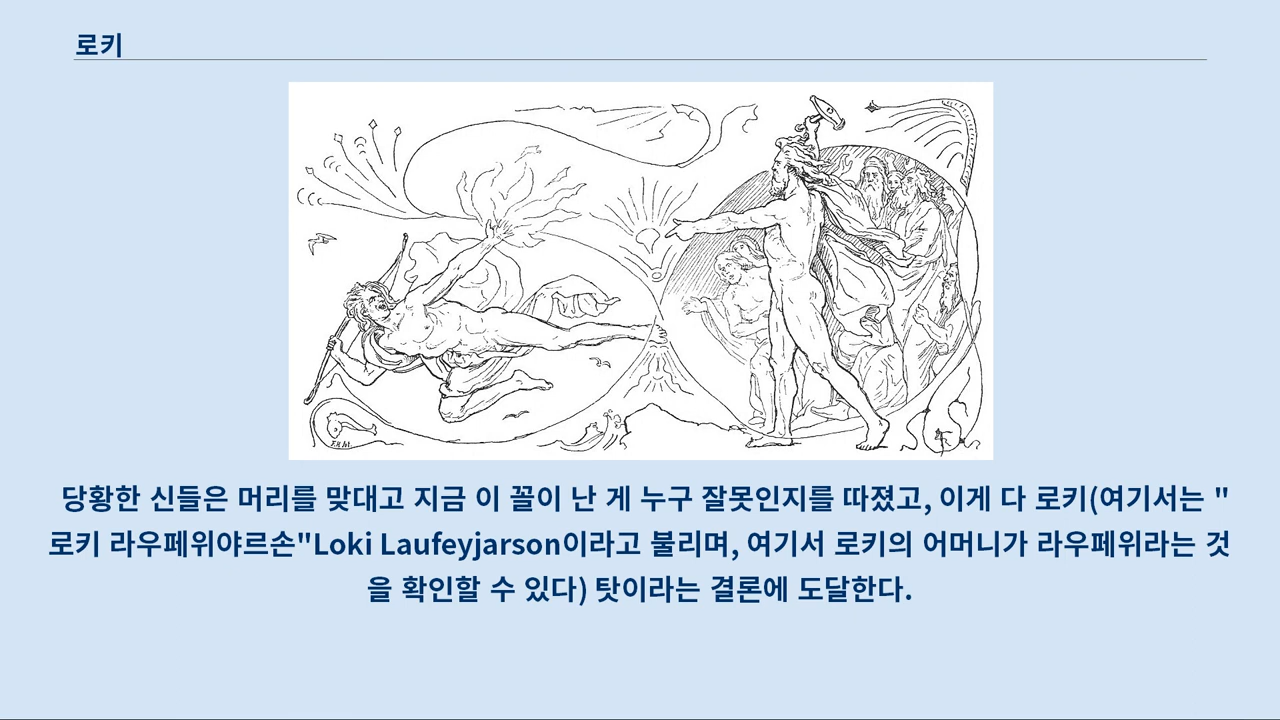 로키
당황한 신들은 머리를 맞대고 지금 이 꼴이 난 게 누구 잘못인지를 따졌고, 이게 다 로키(여기서는 "
로키 라우페위야르손"Loki Laufeyjarson이라고 불리며, 여기서 로키의 어머니가 라우페위라는 것
을 확인할 수 있다) 탓이라는 결론에 도달한다.